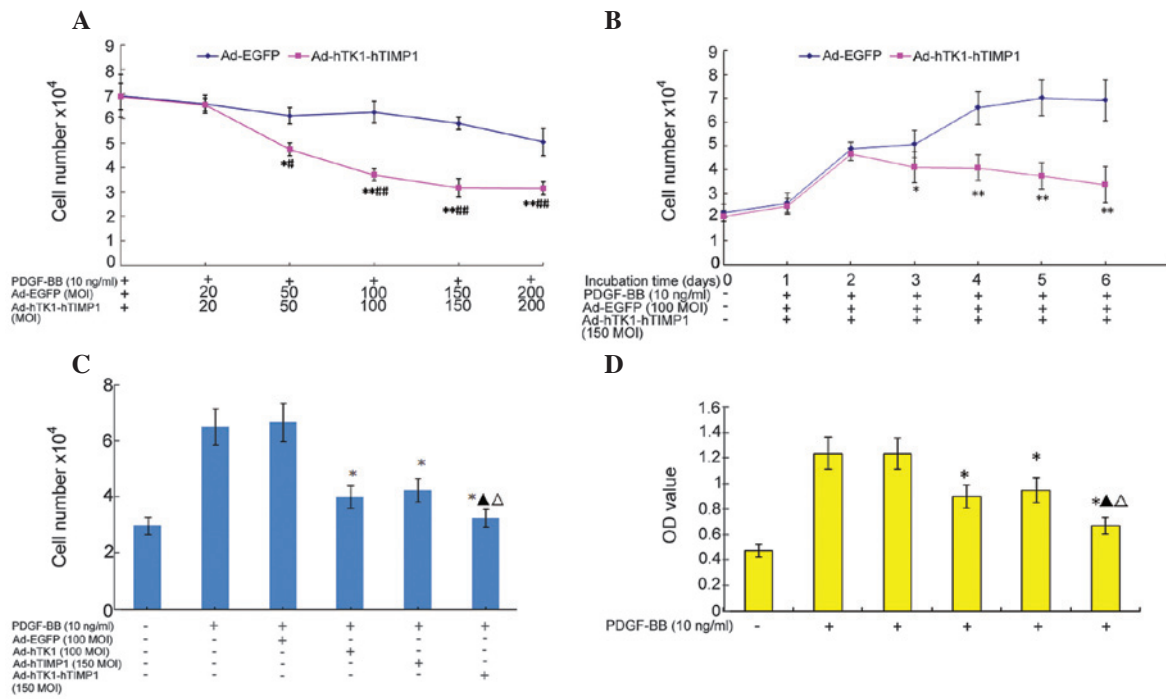 A
Ad-EGFP
Ad-hTK1-hTIMP1
Cell number x10⁴
9
8
7
6
5
4
3
2
1
0
*#
**##
**##
**##
PDGF-BB (10 ng/ml) + + + + + +
Ad-EGFP (MOI) + 20 50 100 150 200
Ad-hTK1-hTIMP1 + 20 50 100 150 200
(MOI)
B
Ad-EGFP
Ad-hTK1-hTIMP1
Cell number x10⁴
9
8
7
6
5
4
3
2
1
0
*
**
**
**
Incubation time (days) 0 1 2 3 4 5 6
PDGF-BB (10 ng/ml) - + + + + + +
Ad-EGFP (100 MOI) - + + + + + +
Ad-hTK1-hTIMP1 - + + + + + +
(150 MOI)
C
Cell number x10⁴
8
6
4
2
0
*
*
*▲△
PDGF-BB (10 ng/ml) - + + + + +
Ad-EGFP (100 MOI) - - + - - -
Ad-hTK1 (100 MOI) - - - + - -
Ad-hTIMP1 (150 MOI) - - - - + -
Ad-hTK1-hTIMP1 - - - - - +
(150 MOI)
D
OD value
1.6
1.4
1.2
1
0.8
0.6
0.4
0.2
0
*
*
*▲△
PDGF-BB (10 ng/ml) - + + + + +